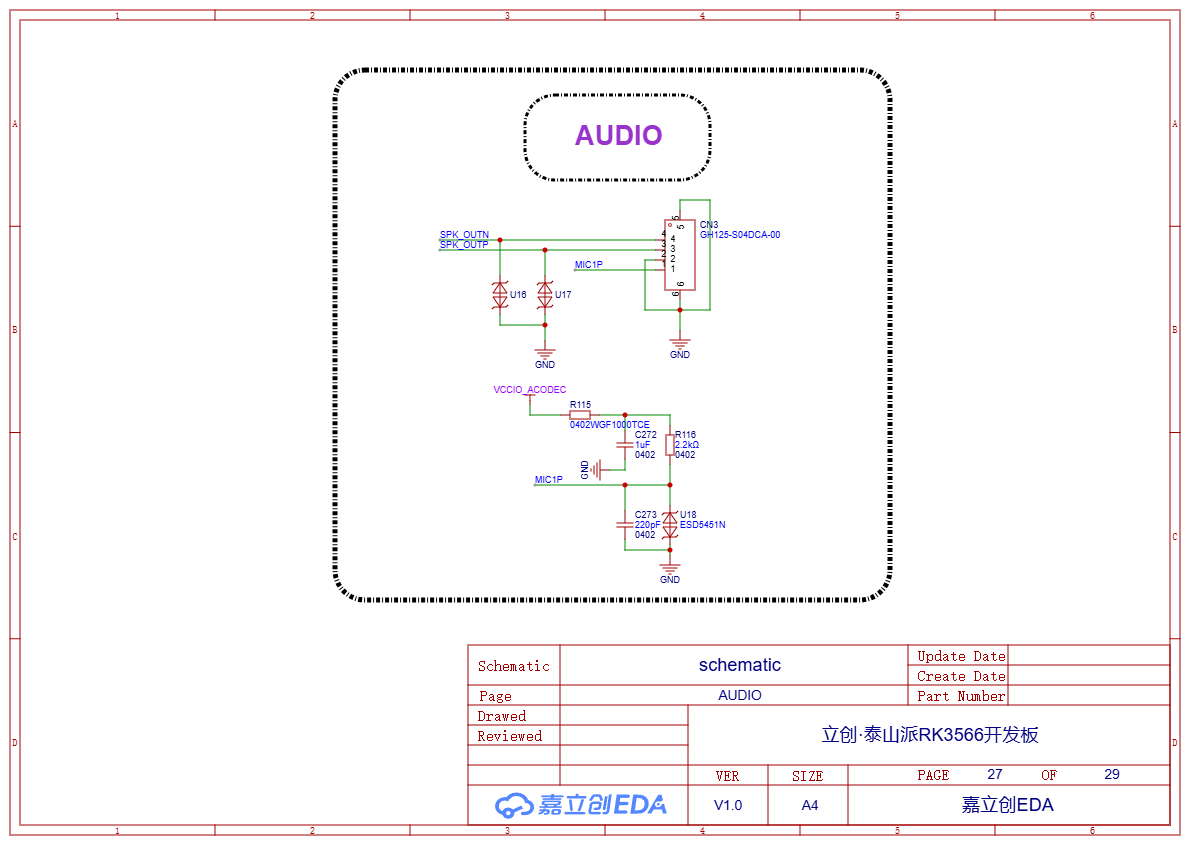 1 2 3 4 5 6
A A
AUDIO
B B
SPK_OUTN
SPK_OUTP
MIC1P
CN3
GH125-S04DCA-00
5
5
4 4
3 3
2 2
1 1
6
6
U16 U17
GND
GND
VCCIO_ACODEC
R115
0402WGF1000TCE
C272
1uF
0402
R116
2.2kΩ
0402
GND
MIC1P
C C
C273
220pF
0402
U18
ESD5451N
GND
D D
Schematic schematic Update Date
Create Date
Page AUDIO Part Number
Drawed
Reviewed
立创·泰山派RK3566开发板
VER SIZE PAGE 27 OF 29
嘉立创EDA V1.0 A4 嘉立创EDA
1 2 3 4 5 6